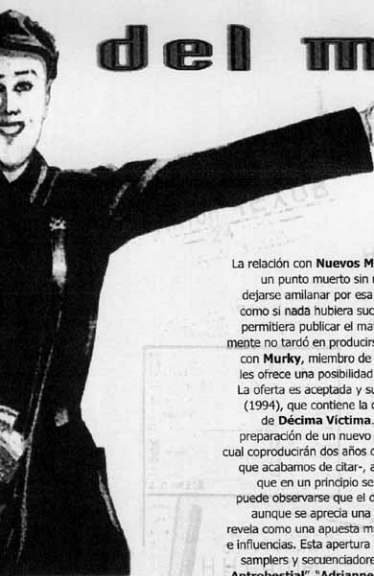 del m
La relación con Nuevos M
un punto muerto sin
dejarse amilanar por esa
como si nada hubiera suc
permitiera publicar el ma
mente no tardó en producirs
con Murky, miembro de
les ofrece una posibilidad
La oferta es aceptada y su
(1994), que contiene la
de Décima Víctima.
preparación de un nuevo
cual coproducirán dos años
que acabamos de citar-, a
que en un principio se
puede observarse que el d
aunque se aprecia una
revela como una apuesta m
e influencias. Esta apertura
samplers y secuenciadore
Antrobestial", "Adrianne